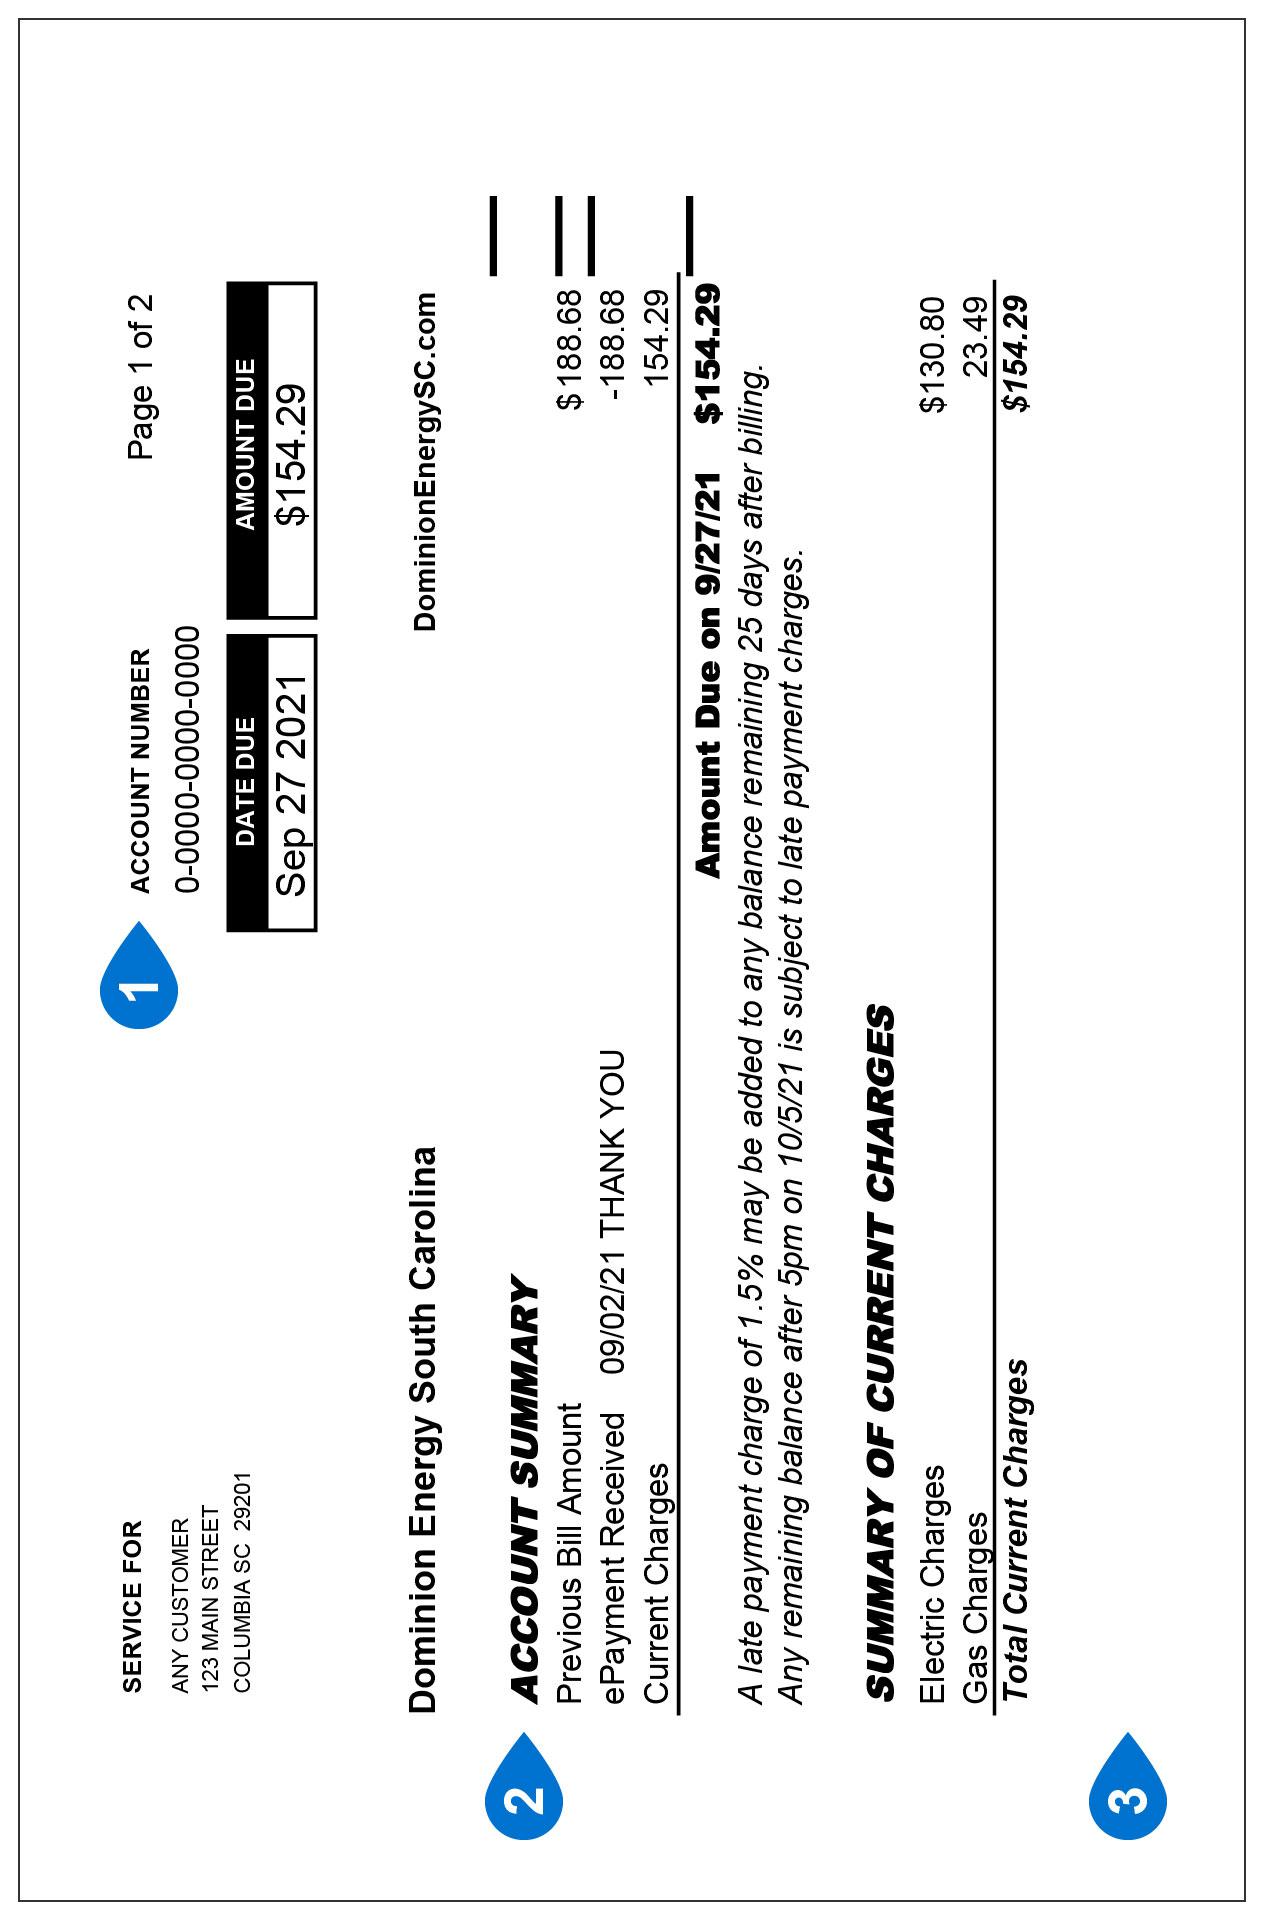 SERVICE FOR
ANY CUSTOMER
123 MAIN STREET
COLUMBIA SC 29201
1
ACCOUNT NUMBER
0-0000-0000-0000
Page 1 of 2
DATE DUE AMOUNT DUE
Sep 27 2021 $154.29
Dominion Energy South Carolina DominionEnergySC.com
2
ACCOUNT SUMMARY
Previous Bill Amount $ 188.68
ePayment Received 09/02/21 THANK YOU -188.68
Current Charges 154.29
Amount Due on 9/27/21 $154.29
A late payment charge of 1.5% may be added to any balance remaining 25 days after billing.
Any remaining balance after 5pm on 10/5/21 is subject to late payment charges.
SUMMARY OF CURRENT CHARGES
Electric Charges $130.80
Gas Charges 23.49
Total Current Charges $154.29
3